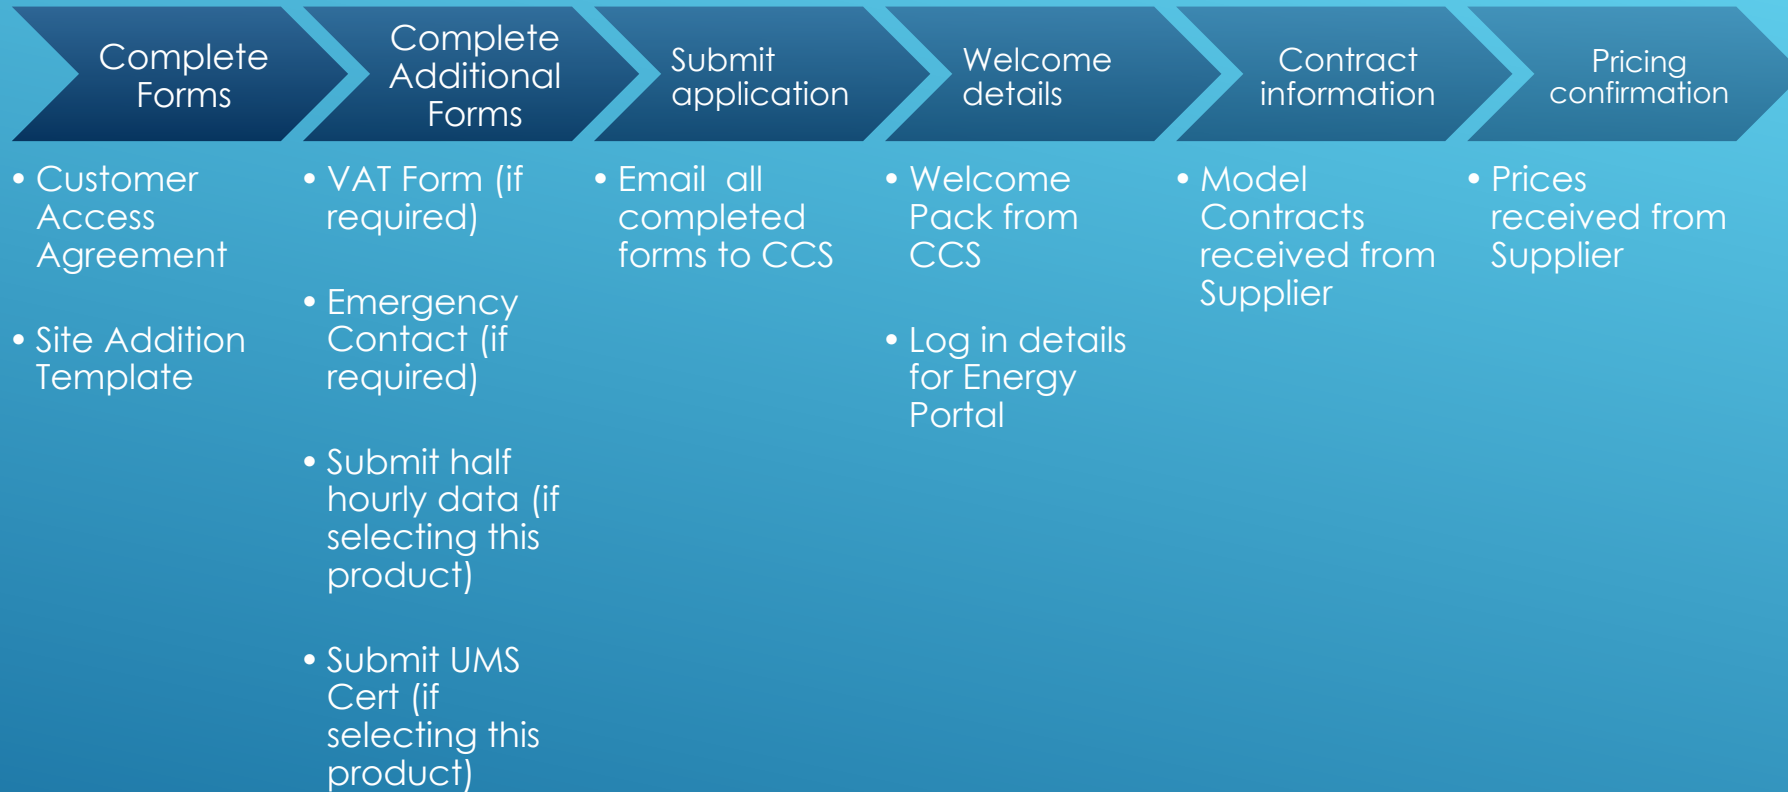 Complete
Forms
Complete
Additional
Forms
Submit
application
Welcome
details
Contract
information
Pricing
confirmation
• Customer
Access
Agreement
• Site Addition
Template
• VAT Form (if
required)
• Emergency
Contact (if
required)
• Submit half
hourly data (if
selecting this
product)
• Submit UMS
Cert (if
selecting this
product)
• Email  all
completed
forms to CCS
• Welcome
Pack from
CCS
• Log in details
for Energy
Portal
• Model
Contracts
received from
Supplier
• Prices
received from
Supplier